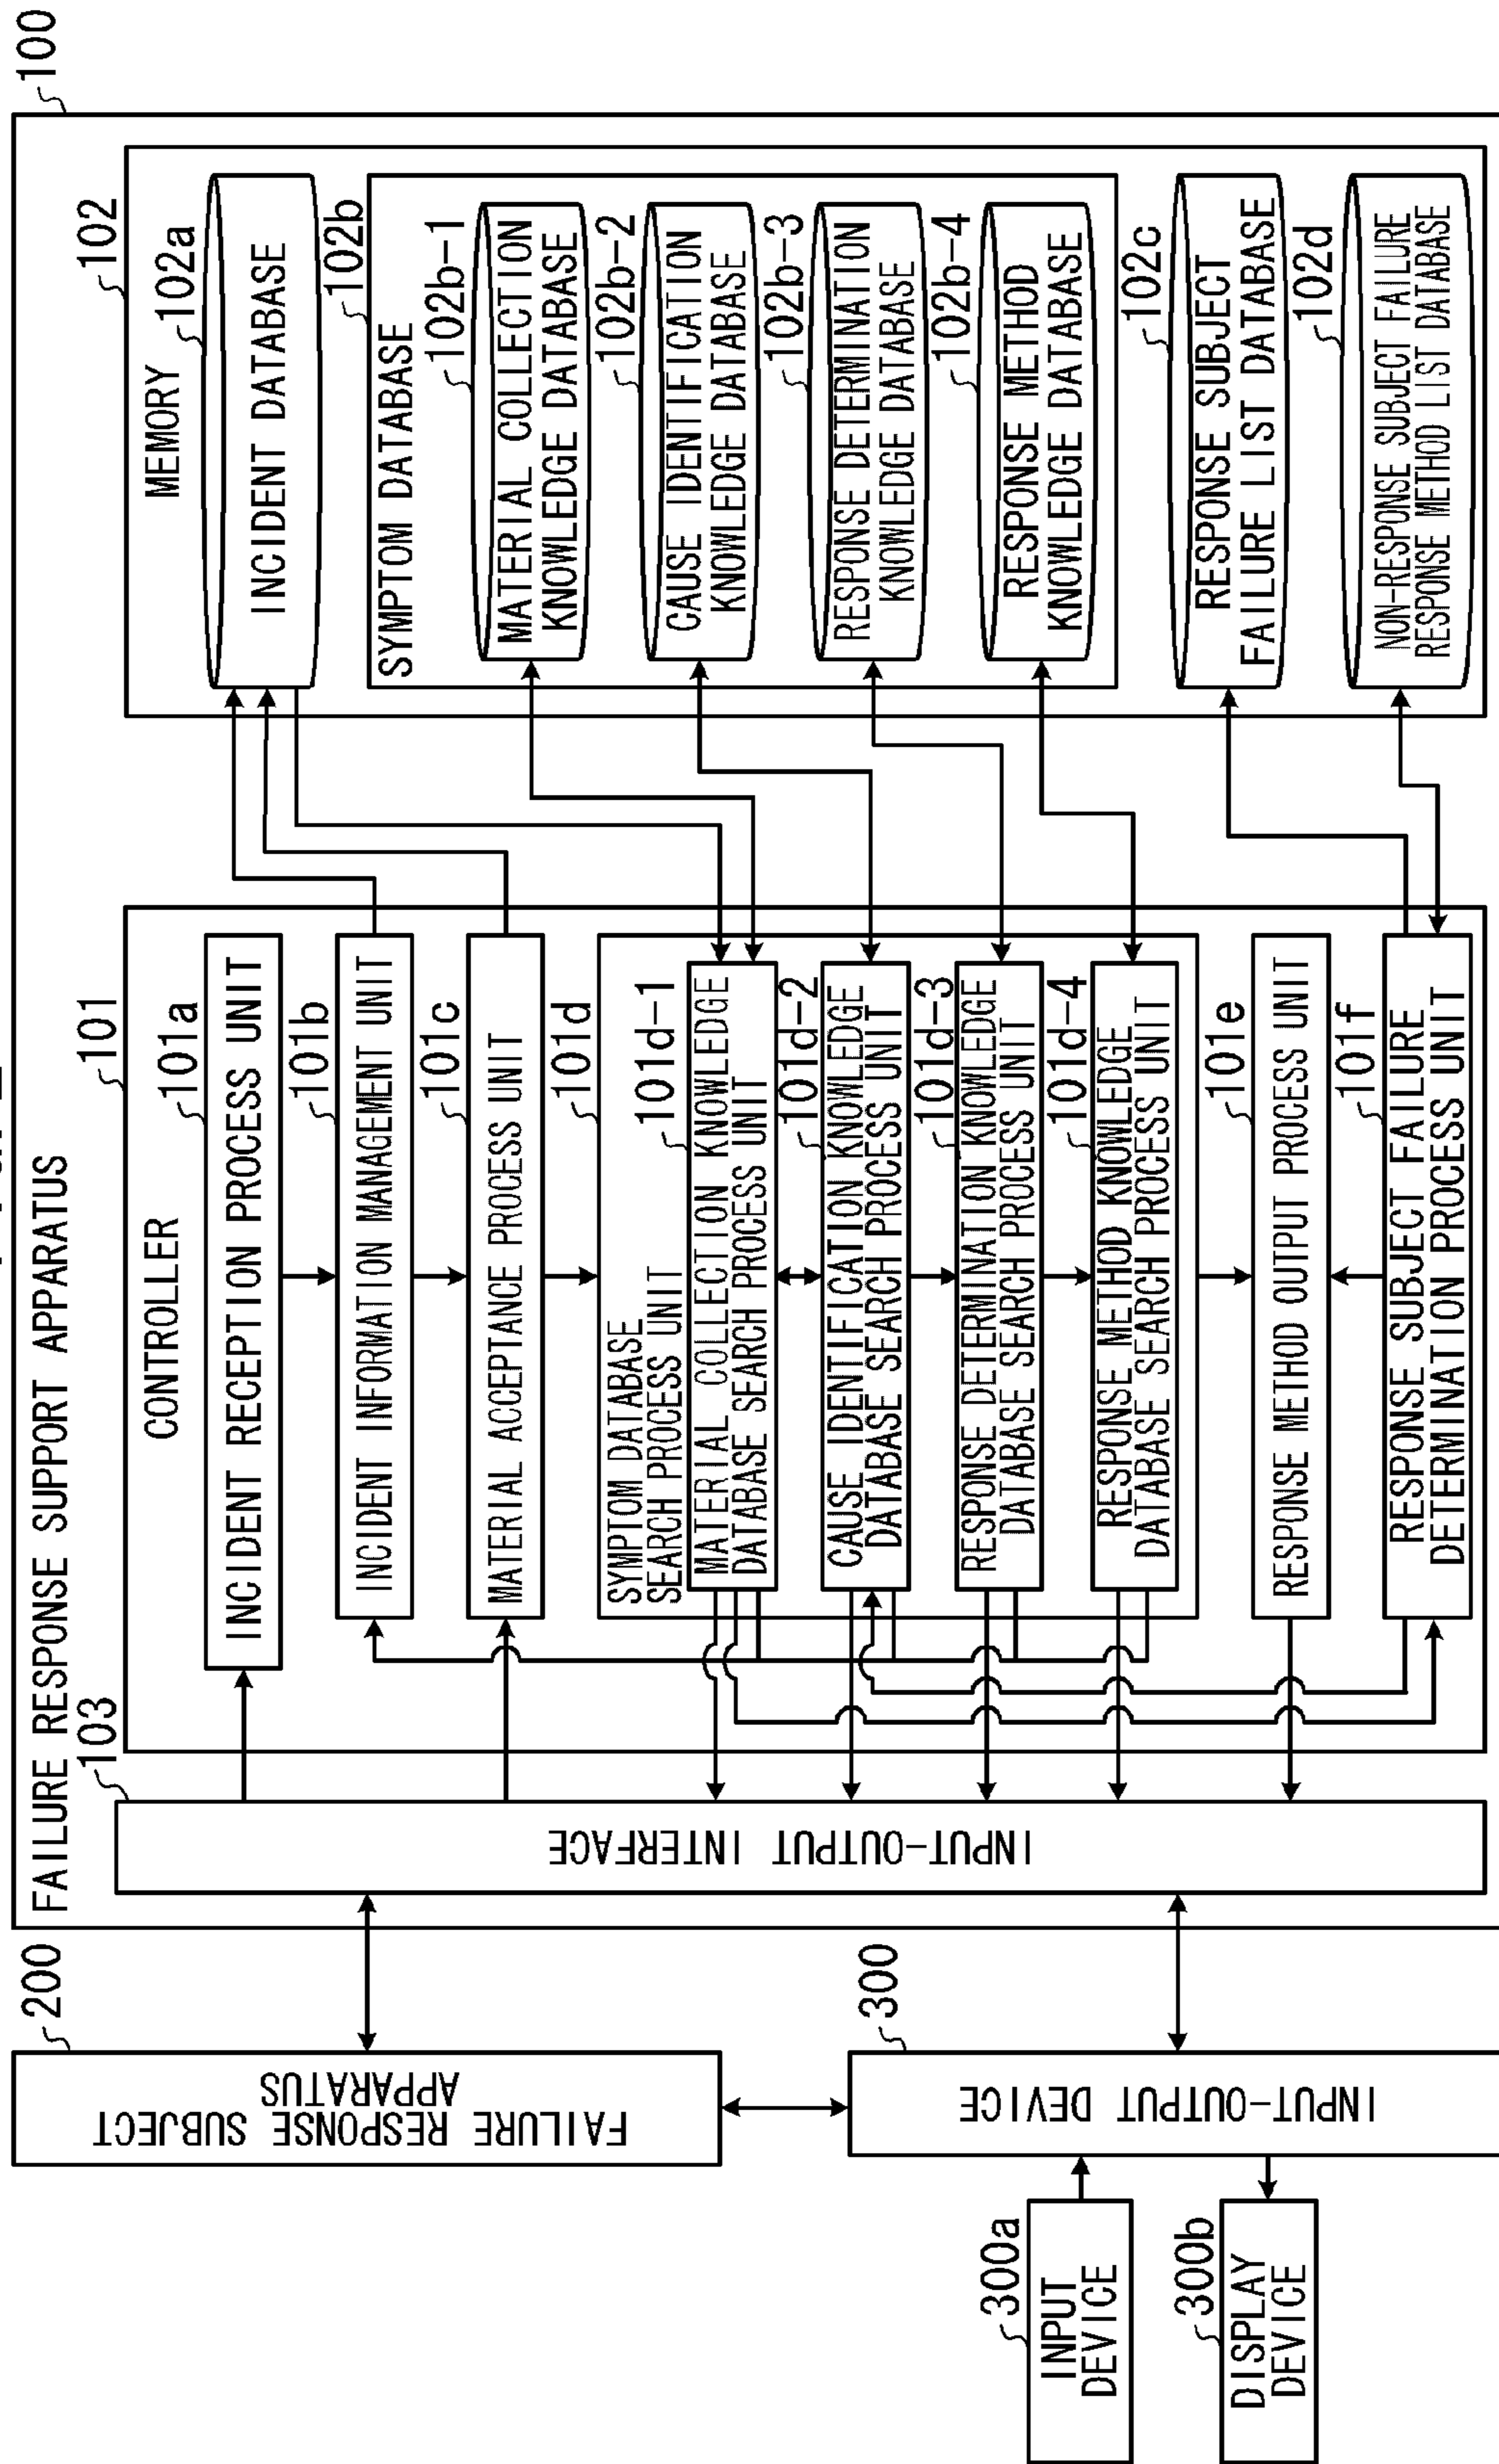 FAILURE RESPONSE SUPPORT APPARATUS
100
200
FAILURE RESPONSE SUBJECT
APPARATUS
300
INPUT-OUTPUT DEVICE
300a
INPUT
DEVICE
300b
DISPLAY
DEVICE
103
INPUT-OUTPUT INTERFACE
101
CONTROLLER
101a
INCIDENT RECEPTION PROCESS UNIT
101b
INCIDENT INFORMATION MANAGEMENT UNIT
101c
MATERIAL ACCEPTANCE PROCESS UNIT
101d
SYMPTOM DATABASE
SEARCH PROCESS UNIT
101d-1
MATERIAL COLLECTION KNOWLEDGE
DATABASE SEARCH PROCESS UNIT
101d-2
CAUSE IDENTIFICATION KNOWLEDGE
DATABASE SEARCH PROCESS UNIT
101d-3
RESPONSE DETERMINATION KNOWLEDGE
DATABASE SEARCH PROCESS UNIT
101d-4
RESPONSE METHOD KNOWLEDGE
DATABASE SEARCH PROCESS UNIT
101e
RESPONSE METHOD OUTPUT PROCESS UNIT
101f
RESPONSE SUBJECT FAILURE
DETERMINATION PROCESS UNIT
102
MEMORY
102a
INCIDENT DATABASE
102b
SYMPTOM DATABASE
102b-1
MATERIAL COLLECTION
KNOWLEDGE DATABASE
102b-2
CAUSE IDENTIFICATION
KNOWLEDGE DATABASE
102b-3
RESPONSE DETERMINATION
KNOWLEDGE DATABASE
102b-4
RESPONSE METHOD
KNOWLEDGE DATABASE
102c
RESPONSE SUBJECT
FAILURE LIST DATABASE
102d
NON-RESPONSE SUBJECT FAILURE
RESPONSE METHOD LIST DATABASE